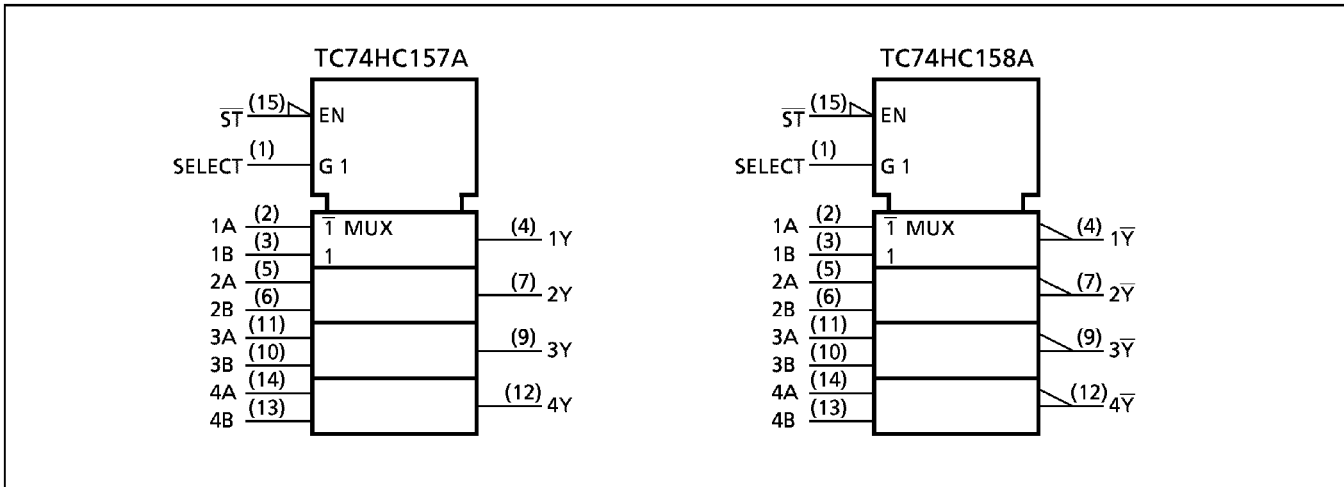 TC74HC157A
S̅T̅ (15) EN
SELECT (1) G 1
1A (2) 1̅ MUX (4) 1Y
1B (3) 1
2A (5) (7) 2Y
2B (6)
3A (11) (9) 3Y
3B (10)
4A (14) (12) 4Y
4B (13)
TC74HC158A
S̅T̅ (15) EN
SELECT (1) G 1
1A (2) 1̅ MUX (4) 1Y̅
1B (3) 1
2A (5) (7) 2Y̅
2B (6)
3A (11) (9) 3Y̅
3B (10)
4A (14) (12) 4Y̅
4B (13)